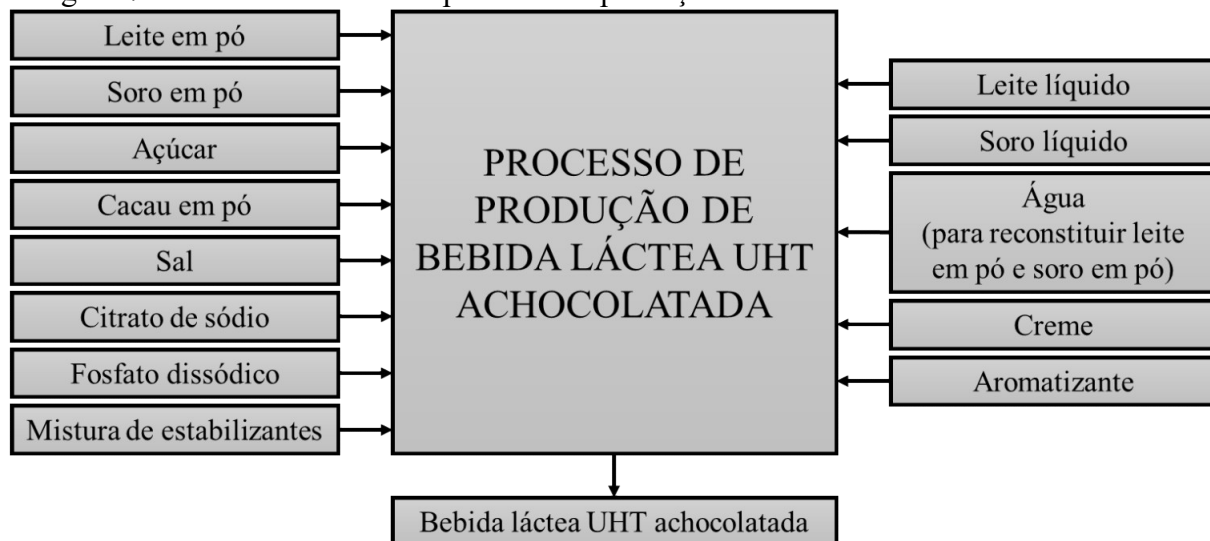 Leite em pó
Soro em pó
Açúcar
Cacau em pó
Sal
Citrato de sódio
Fosfato dissódico
Mistura de estabilizantes
PROCESSO DE
PRODUÇÃO DE
BEBIDA LÁCTEA UHT
ACHOCOLATADA
Leite líquido
Soro líquido
Água
(para reconstituir leite
em pó e soro em pó)
Creme
Aromatizante
Bebida láctea UHT achocolatada